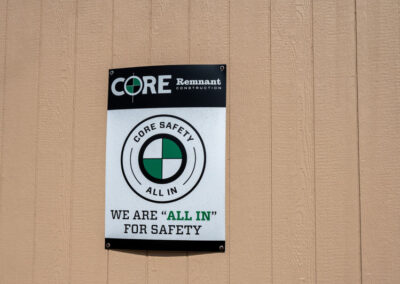 CORE Remnant
CONSTRUCTION
CORE SAFETY
ALL IN
WE ARE "ALL IN"
FOR SAFETY